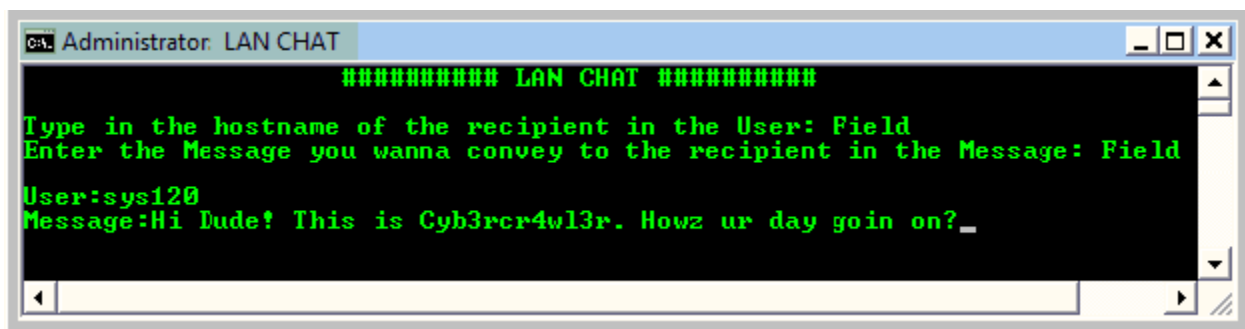 Administrator: LAN CHAT
########## LAN CHAT ##########
Type in the hostname of the recipient in the User: Field
Enter the Message you wanna convey to the recipient in the Message: Field
User:sys120
Message:Hi Dude! This is Cyb3rcr4wl3r. Howz ur day goin on?_